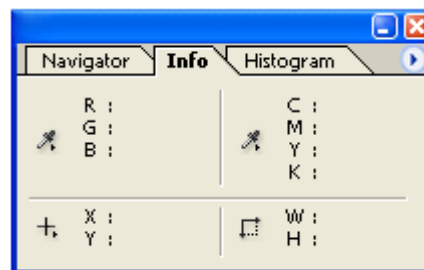 Navigator Info Histogram
R :
G :
B :
C :
M :
Y :
K :
X :
Y :
W :
H :